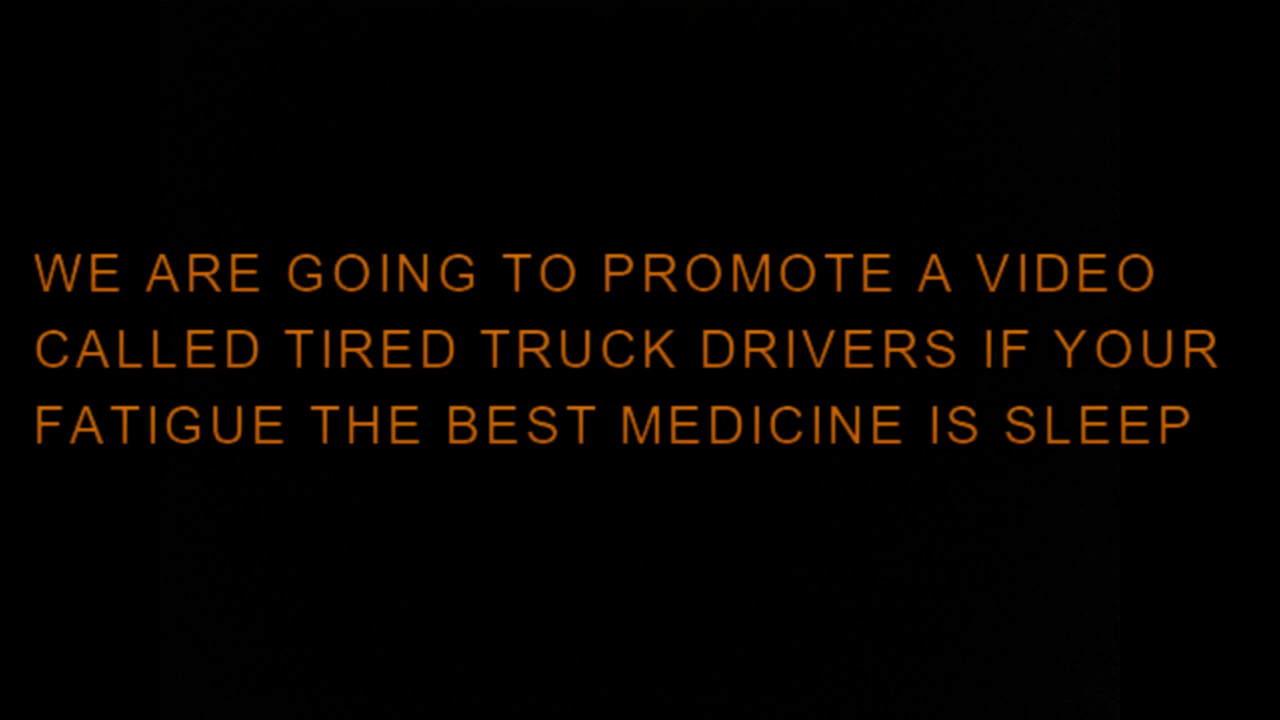 WE ARE GOING TO PROMOTE A VIDEO
CALLED TIRED TRUCK DRIVERS IF YOUR
FATIGUE THE BEST MEDICINE IS SLEEP